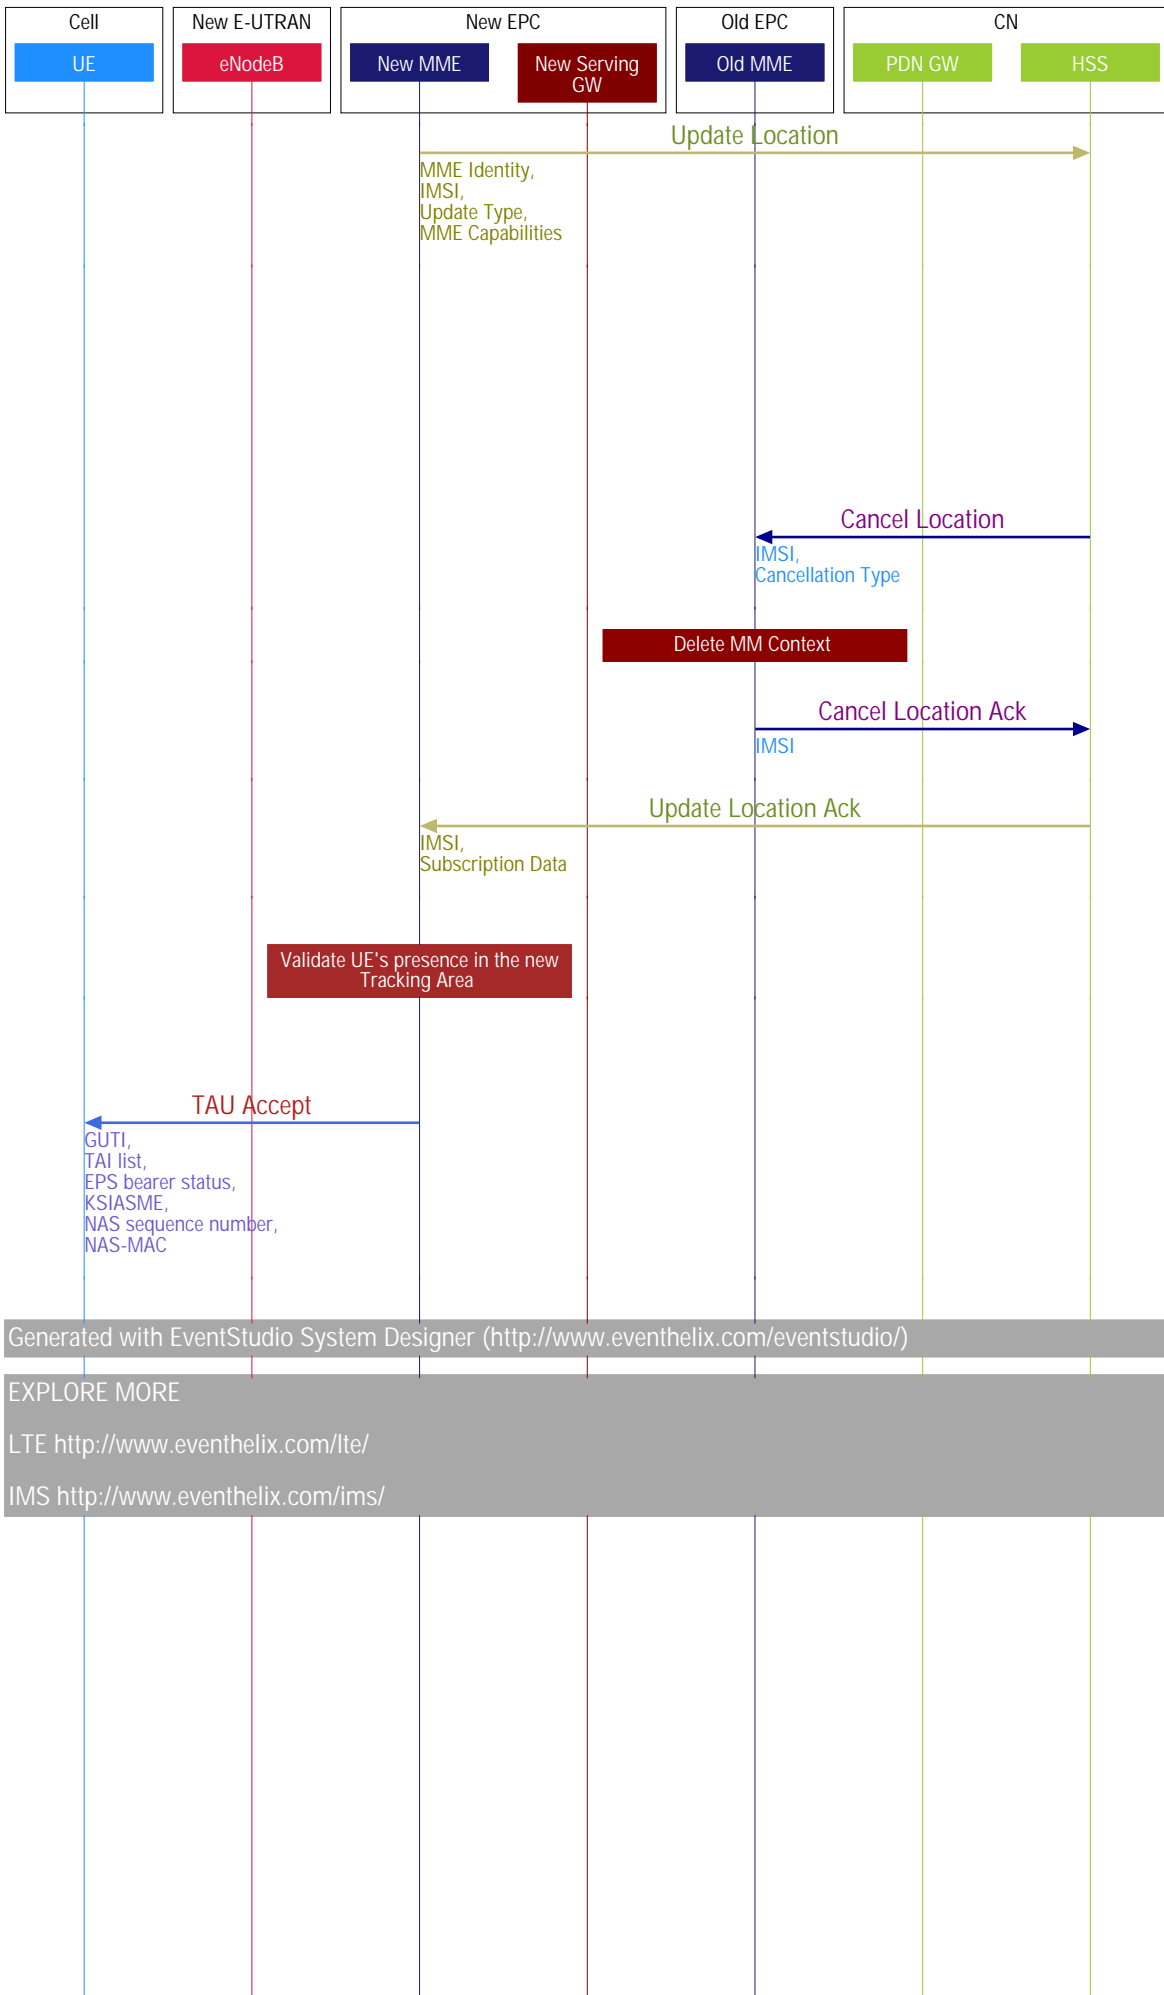 Cell
New E-UTRAN
New EPC
Old EPC
CN
UE
eNodeB
New MME
New Serving
GW
Old MME
PDN GW
HSS
Update Location
MME Identity,
IMSI,
Update Type,
MME Capabilities
Cancel Location
IMSI,
Cancellation Type
Delete MM Context
Cancel Location Ack
IMSI
Update Location Ack
IMSI,
Subscription Data
Validate UE's presence in the new
Tracking Area
TAU Accept
GUTI,
TAI list,
EPS bearer status,
KSIASME,
NAS sequence number,
NAS-MAC
Generated with EventStudio System Designer (http://www.eventhelix.com/eventstudio/)
EXPLORE MORE
LTE http://www.eventhelix.com/lte/
IMS http://www.eventhelix.com/ims/